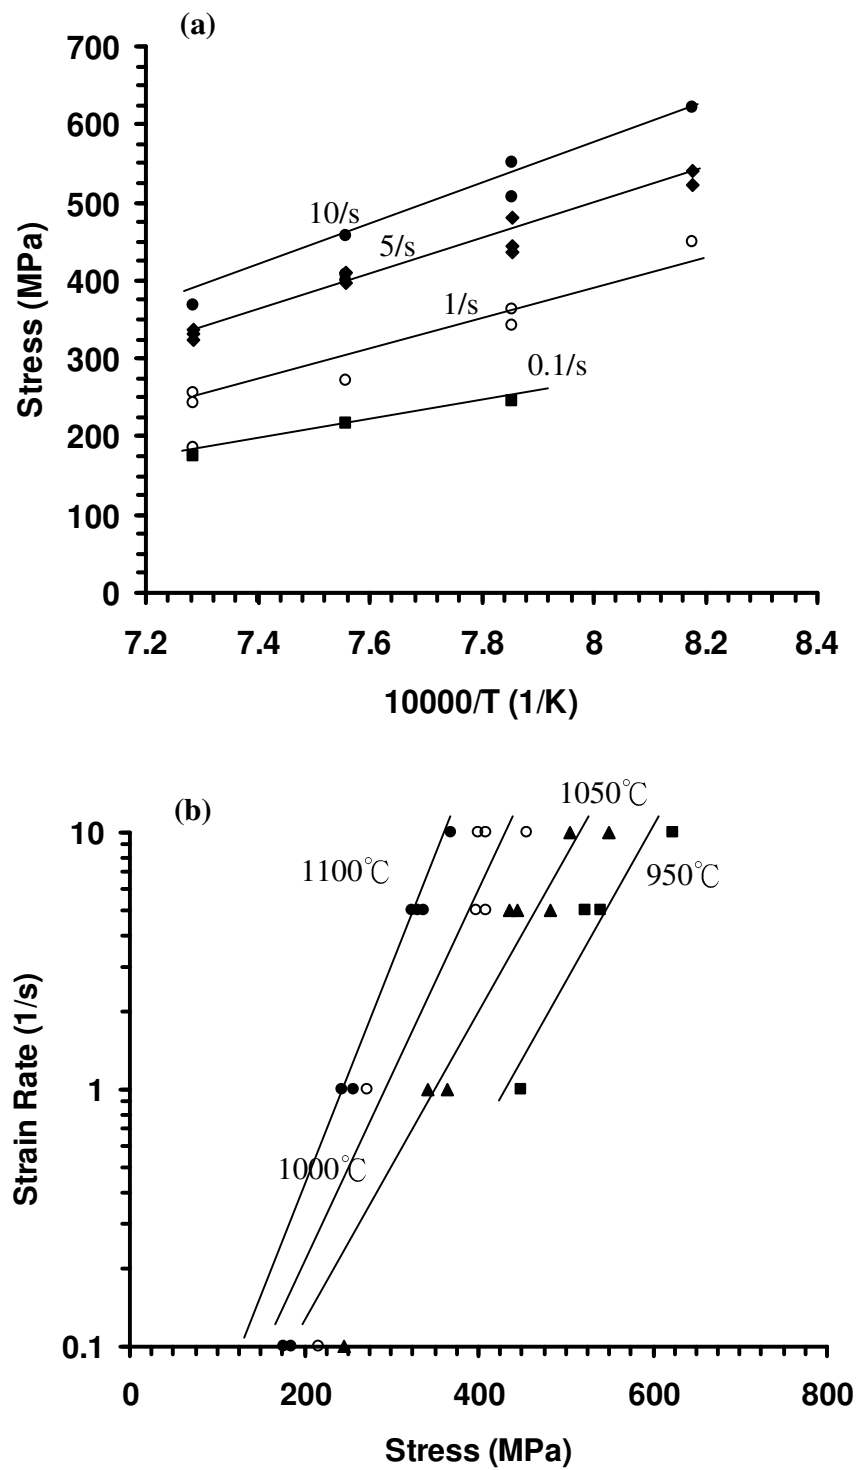 (a)
700
600
500
400
300
200
100
0
Stress (MPa)
10/s
5/s
1/s
0.1/s
7.2 7.4 7.6 7.8 8 8.2 8.4
10000/T (1/K)
(b)
1050℃
1100℃
950℃
1000℃
10
1
0.1
Strain Rate (1/s)
0 200 400 600 800
Stress (MPa)